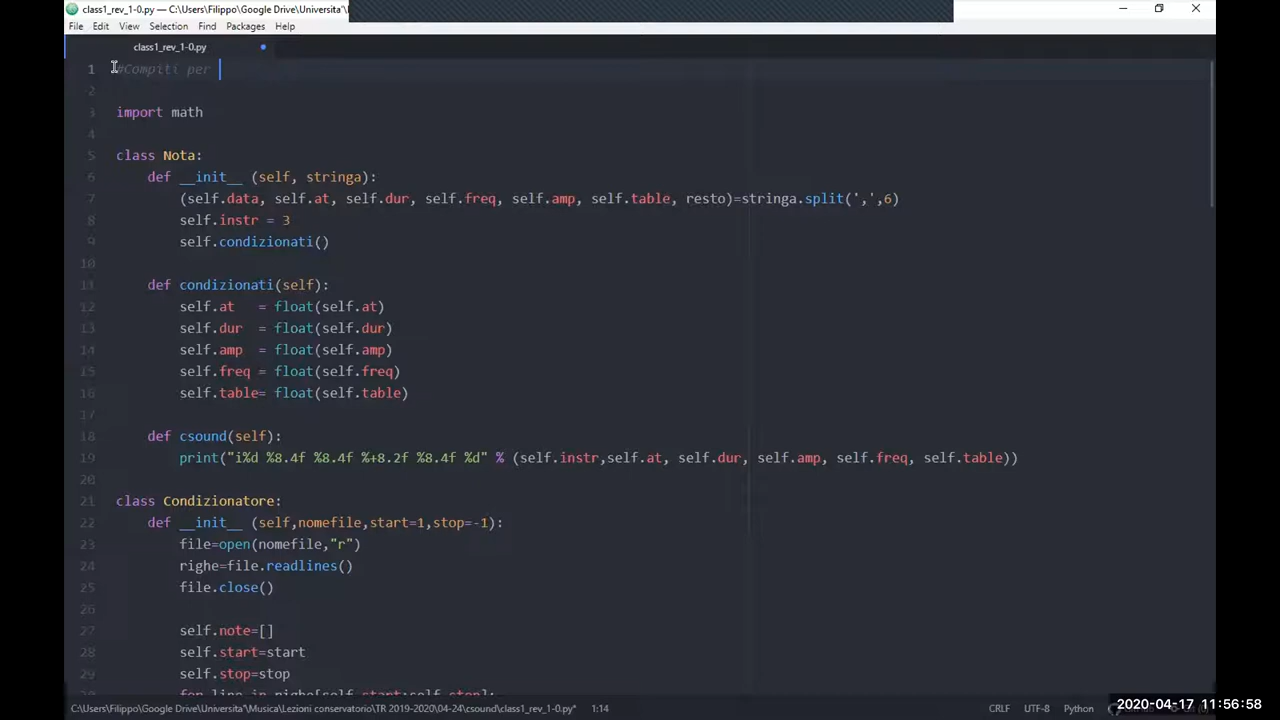 class1_rev_1-0.py — C:\Users\Filippo\Google Drive\Universita'\
File Edit View Selection Find Packages Help
class1_rev_1-0.py
1 #Compiti per
2
3 import math
4
5 class Nota:
6 def __init__ (self, stringa):
7 (self.data, self.at, self.dur, self.freq, self.amp, self.table, resto)=stringa.split(',',6)
8 self.instr = 3
9 self.condizionati()
10
11 def condizionati(self):
12 self.at = float(self.at)
13 self.dur = float(self.dur)
14 self.amp = float(self.amp)
15 self.freq = float(self.freq)
16 self.table= float(self.table)
17
18 def csound(self):
19 print("i%d %8.4f %8.4f %+8.2f %8.4f %d" % (self.instr,self.at, self.dur, self.amp, self.freq, self.table))
20
21 class Condizionatore:
22 def __init__ (self,nomefile,start=1,stop=-1):
23 file=open(nomefile,"r")
24 righe=file.readlines()
25 file.close()
26
27 self.note=[]
28 self.start=start
29 self.stop=stop
for line in righe[self.start:self.stop]:
C:\Users\Filippo\Google Drive\Universita'\Musica\Lezioni conservatorio\TR 2019-2020\04-24\csound\class1_rev_1-0.py* 1:14 CRLF UTF-8 Python
2020-04-17 11:56:58